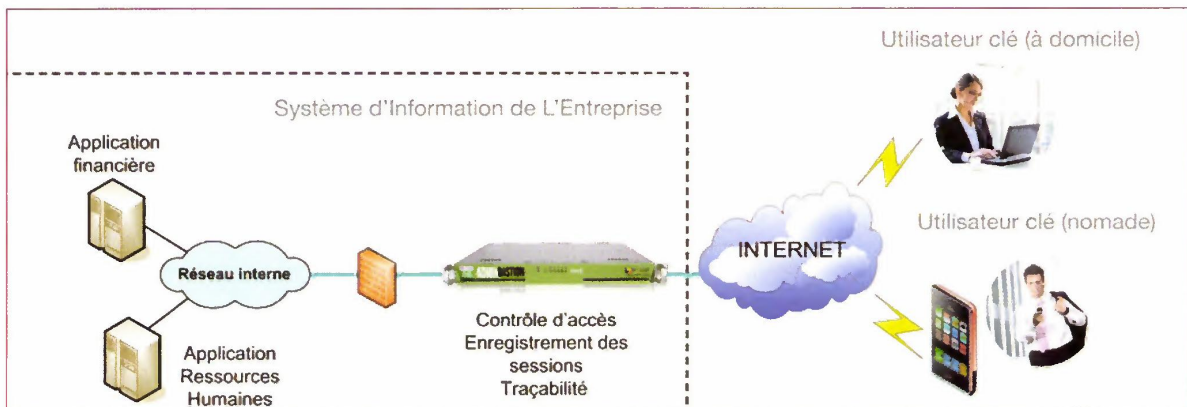 Utilisateur clé (à domicile)
Système d'Information de L'Entreprise
Application
financière
Utilisateur clé (nomade)
INTERNET
Réseau interne
Contrôle d'accès
Enregistrement des
sessions
Traçabilité
Application
Ressources
Humaines